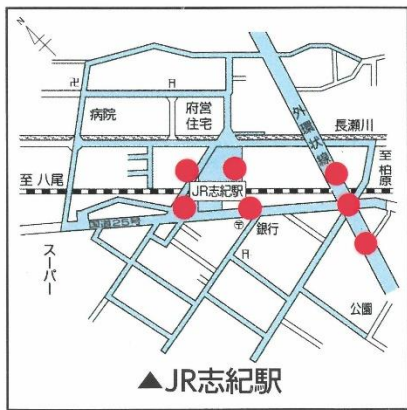 N
卍
病院
府営
住宅
外環状線
長瀬川
至八尾
至柏原
JR志紀駅
国道25号
スーパー
〒
銀行
公園
▲JR志紀駅